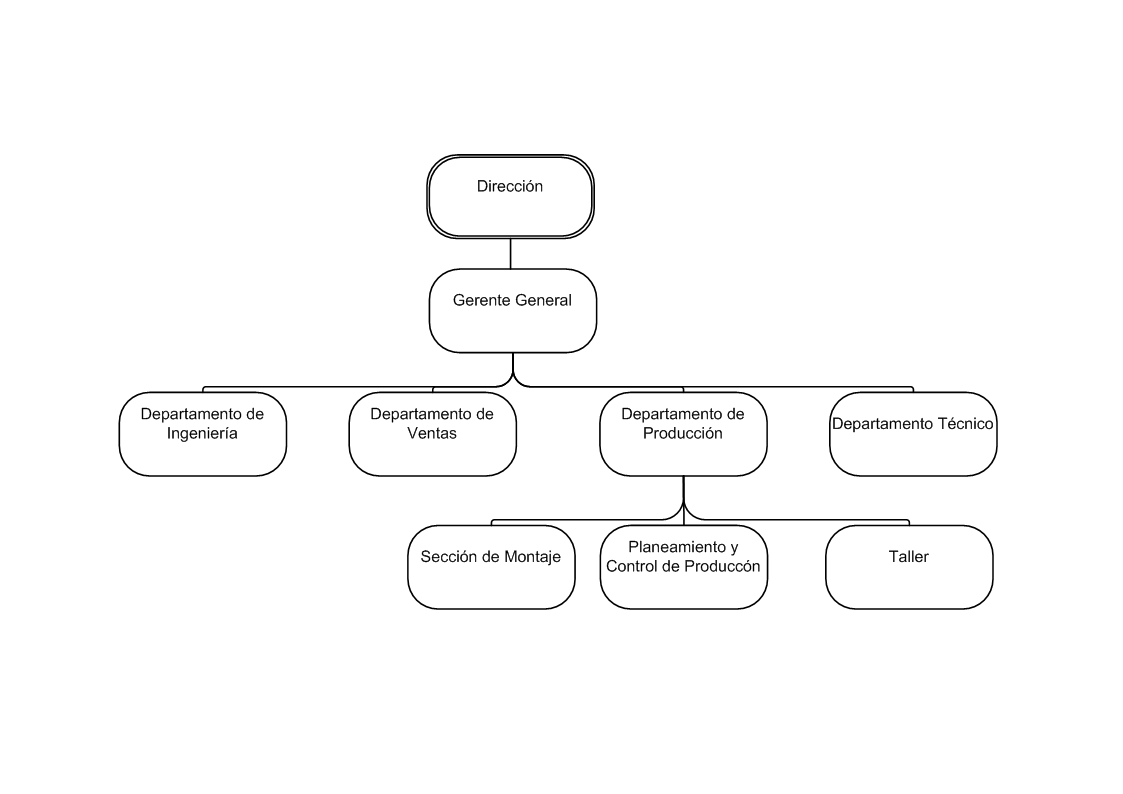 Dirección
Gerente General
Departamento de
Ingeniería
Departamento de
Ventas
Departamento de
Producción
Departamento Técnico
Sección de Montaje
Planeamiento y
Control de Produccón
Taller